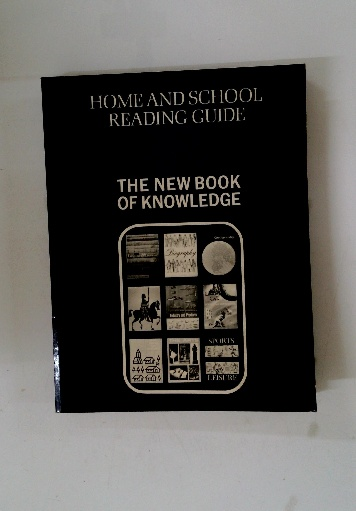 HOME AND SCHOOL
READING GUIDE
THE NEW BOOK
OF KNOWLEDGE
Biography
SPORTS
LEISURE